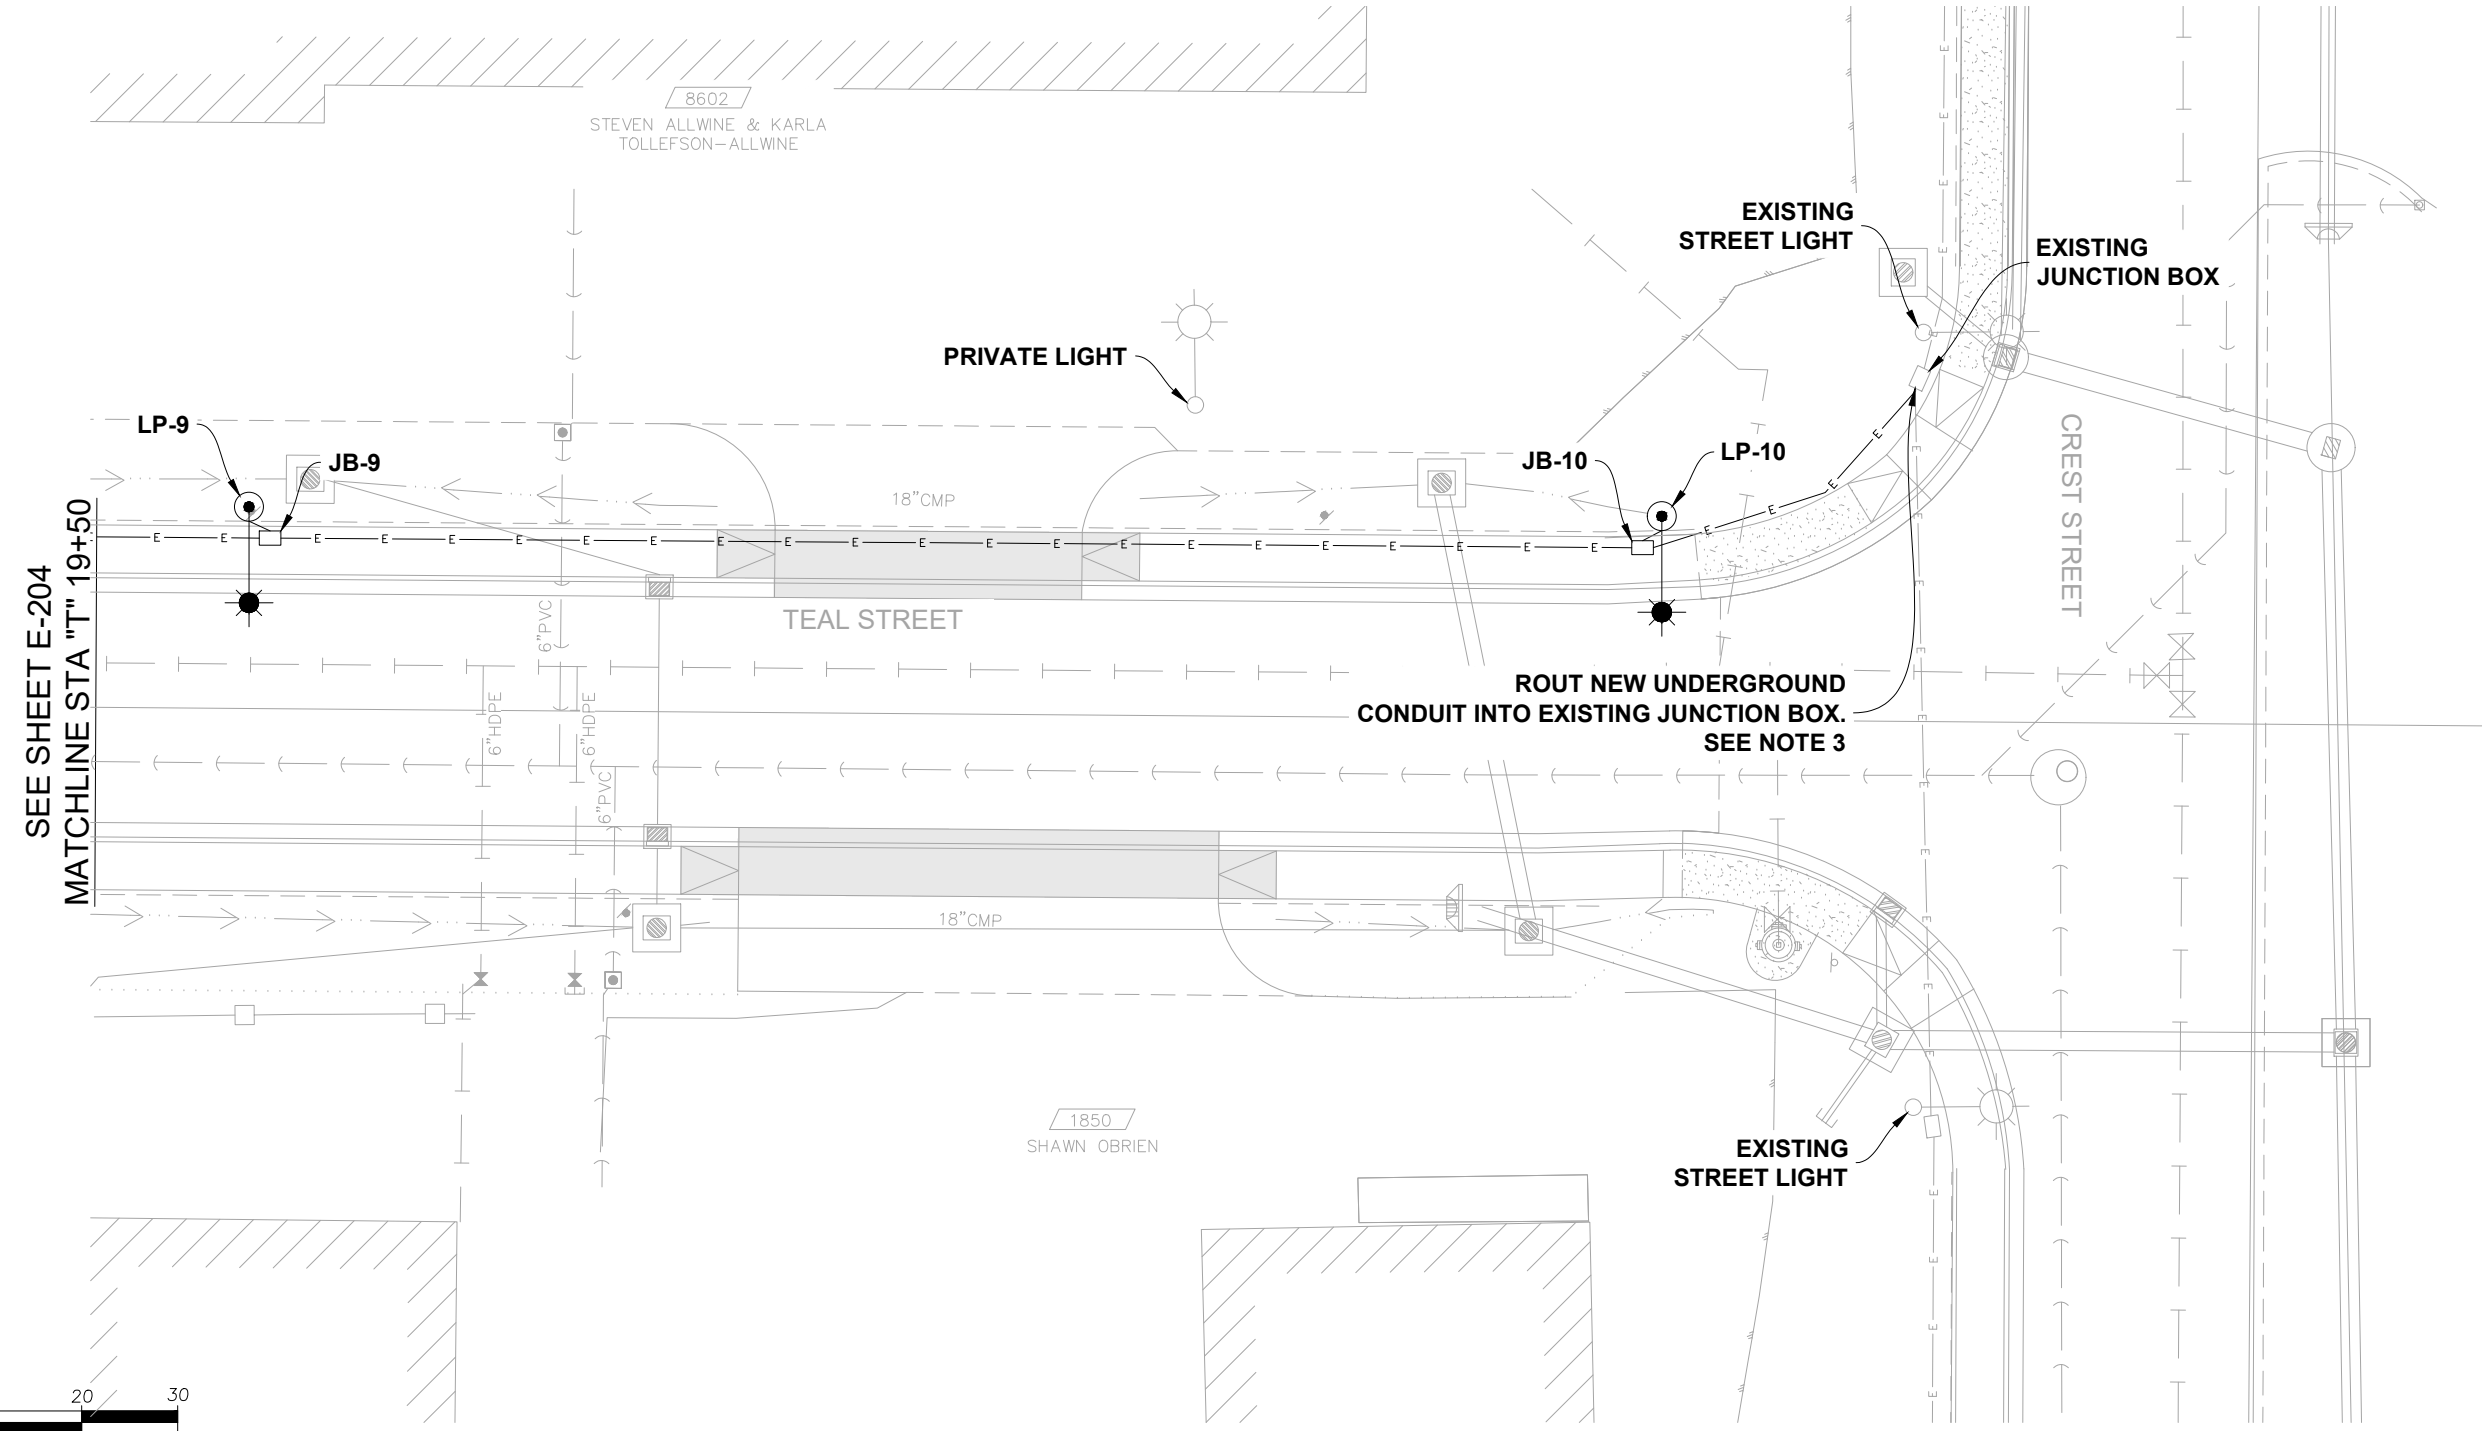 8602
STEVEN ALLWINE & KARLA
TOLLEFSON-ALLWINE
EXISTING
STREET LIGHT
EXISTING
JUNCTION BOX
PRIVATE LIGHT
LP-9
JB-9
JB-10
LP-10
18"CMP
CREST STREET
SEE SHEET E-204
MATCHLINE STA "T" 19+50
E E E E E E E E E E E E E E E E E E E E E E E E E E
TEAL STREET
6"PVC
6"HDPE
6"HDPE
6"PVC
ROUT NEW UNDERGROUND
CONDUIT INTO EXISTING JUNCTION BOX.
SEE NOTE 3
18"CMP
1850
SHAWN OBRIEN
EXISTING
STREET LIGHT
20 30